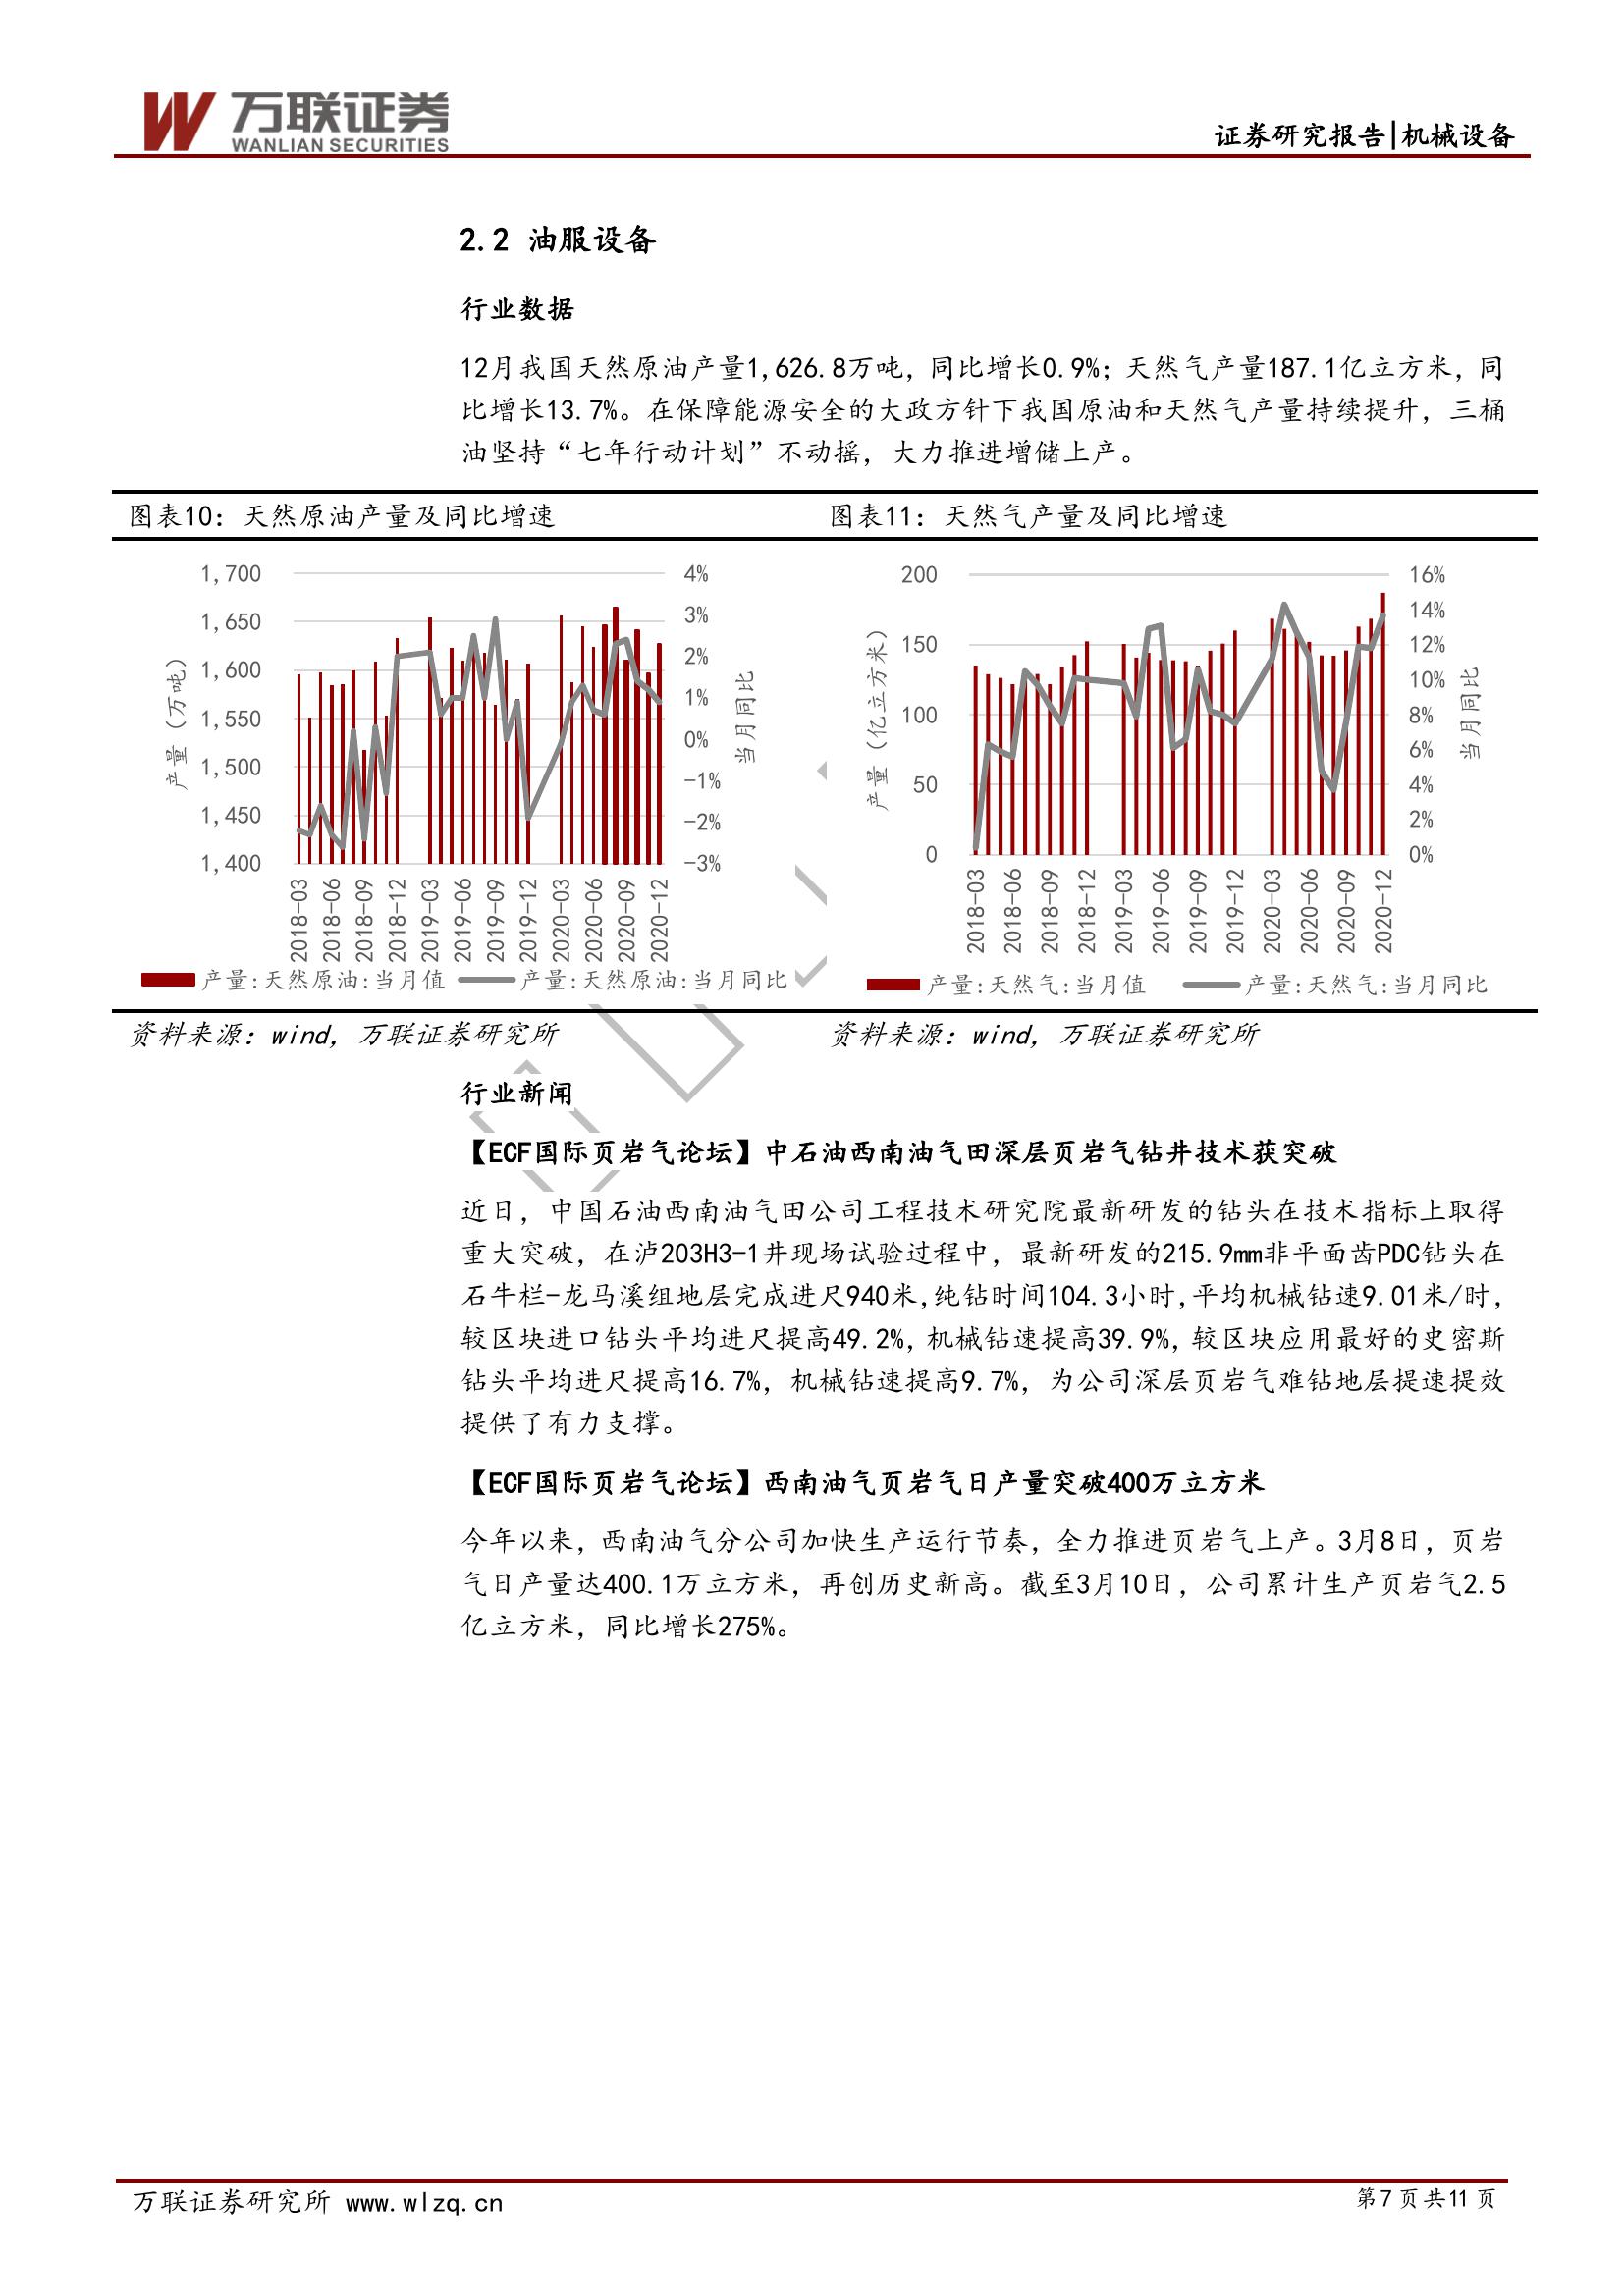 万联证券
WANLIAN SECURITIES
证券研究报告|机械设备
2.2 油服设备
行业数据
12月我国天然原油产量1,626.8万吨，同比增长0.9%；天然气产量187.1亿立方米，同
比增长13.7%。在保障能源安全的大政方针下我国原油和天然气产量持续提升，三桶
油坚持“七年行动计划”不动摇，大力推进增储上产。
图表10：天然原油产量及同比增速
1,700
1,650
1,600
1,550
1,500
1,450
1,400
产量（万吨）
4%
3%
2%
1%
0%
-1%
-2%
-3%
当月同比
2018-03
2018-06
2018-09
2018-12
2019-03
2019-06
2019-09
2019-12
2020-03
2020-06
2020-09
2020-12
产量:天然原油:当月值
产量:天然原油:当月同比
资料来源：wind，万联证券研究所
图表11：天然气产量及同比增速
200
150
100
50
0
产量（亿立方米）
16%
14%
12%
10%
8%
6%
4%
2%
0%
当月同比
2018-03
2018-06
2018-09
2018-12
2019-03
2019-06
2019-09
2019-12
2020-03
2020-06
2020-09
2020-12
产量:天然气:当月值
产量:天然气:当月同比
资料来源：wind，万联证券研究所
行业新闻
【ECF国际页岩气论坛】中石油西南油气田深层页岩气钻井技术获突破
近日，中国石油西南油气田公司工程技术研究院最新研发的钻头在技术指标上取得
重大突破，在泸203H3-1井现场试验过程中，最新研发的215.9mm非平面齿PDC钻头在
石牛栏-龙马溪组地层完成进尺940米,纯钻时间104.3小时,平均机械钻速9.01米/时，
较区块进口钻头平均进尺提高49.2%,机械钻速提高39.9%,较区块应用最好的史密斯
钻头平均进尺提高16.7%，机械钻速提高9.7%，为公司深层页岩气难钻地层提速提效
提供了有力支撑。
【ECF国际页岩气论坛】西南油气页岩气日产量突破400万立方米
今年以来，西南油气分公司加快生产运行节奏，全力推进页岩气上产。3月8日，页岩
气日产量达400.1万立方米，再创历史新高。截至3月10日，公司累计生产页岩气2.5
亿立方米，同比增长275%。
万联证券研究所 www.wlzq.cn
第7页共11页